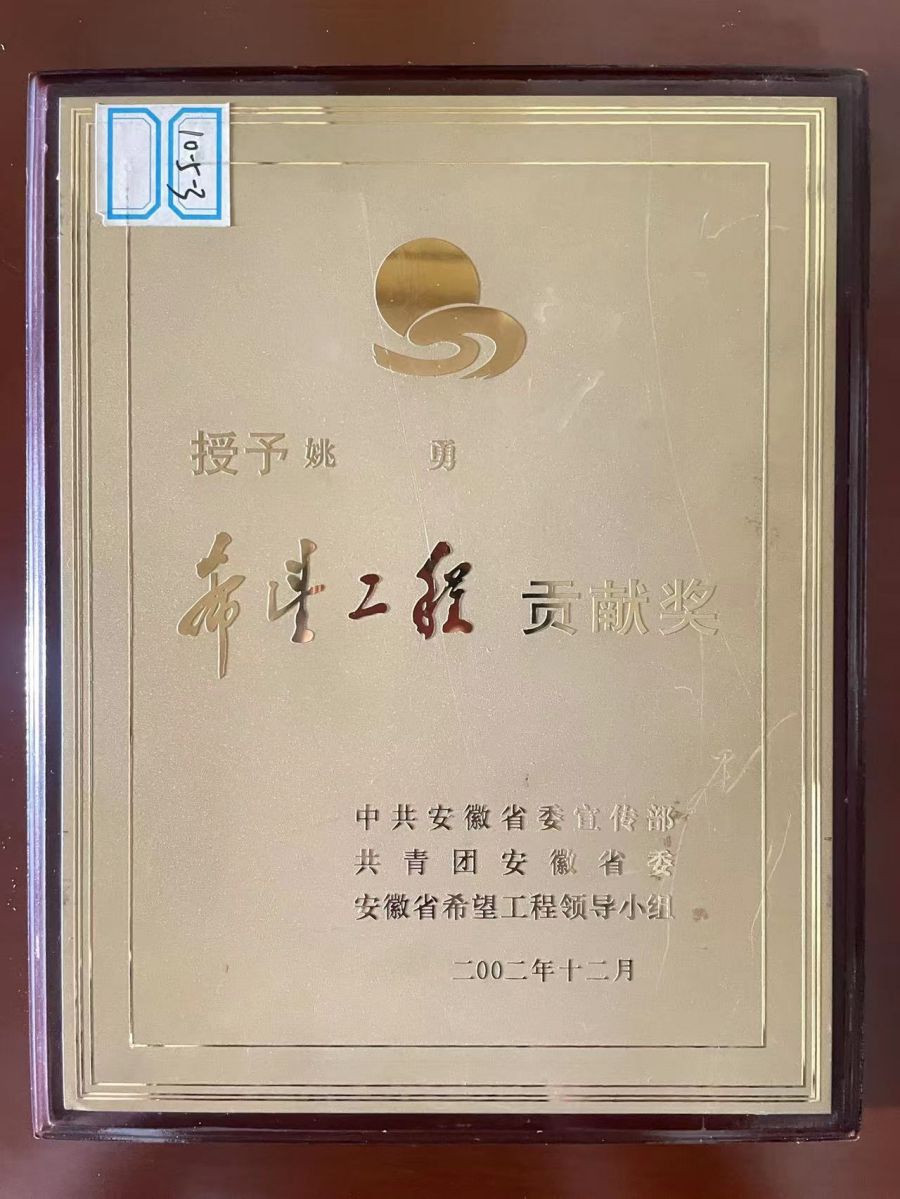 10-5-3
授予 姚 勇
希望工程 贡献奖
中共安徽省委宣传部
共青团安徽省委
安徽省希望工程领导小组
二00二年十二月